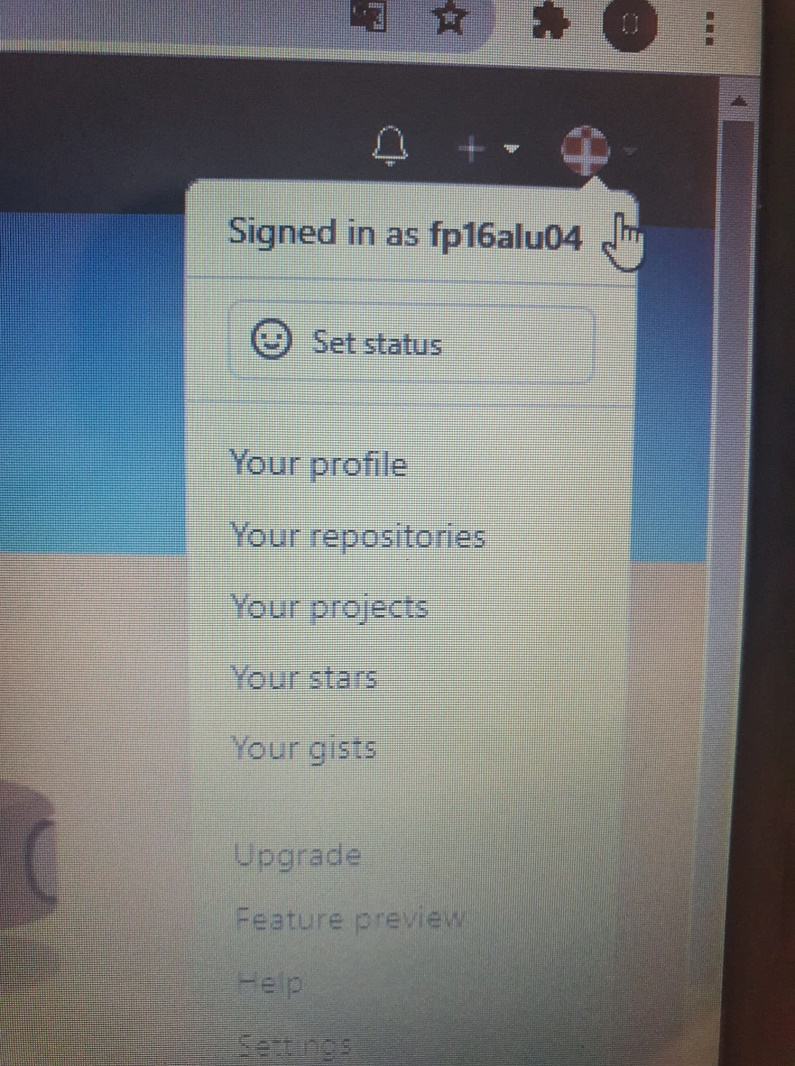 Signed in as fp16alu04
Set status
Your profile
Your repositories
Your projects
Your stars
Your gists
Upgrade
Feature preview
Help
Settings